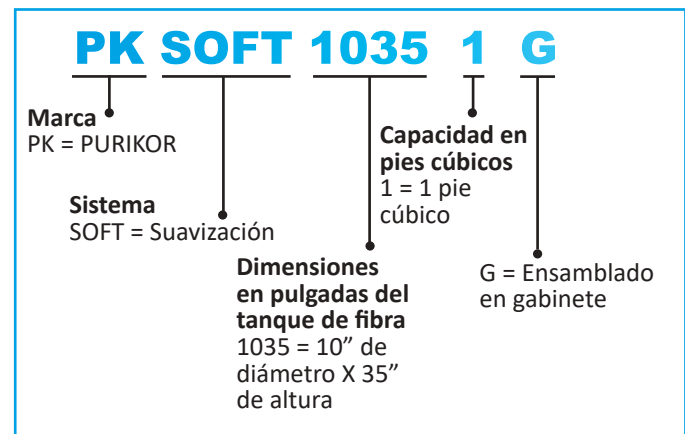 PK SOFT 1035 1 G
Marca
PK = PURIKOR
Sistema
SOFT = Suavización
Dimensiones
en pulgadas del
tanque de fibra
1035 = 10” de
diámetro X 35”
de altura
Capacidad en
pies cúbicos
1 = 1 pie
cúbico
G = Ensamblado
en gabinete